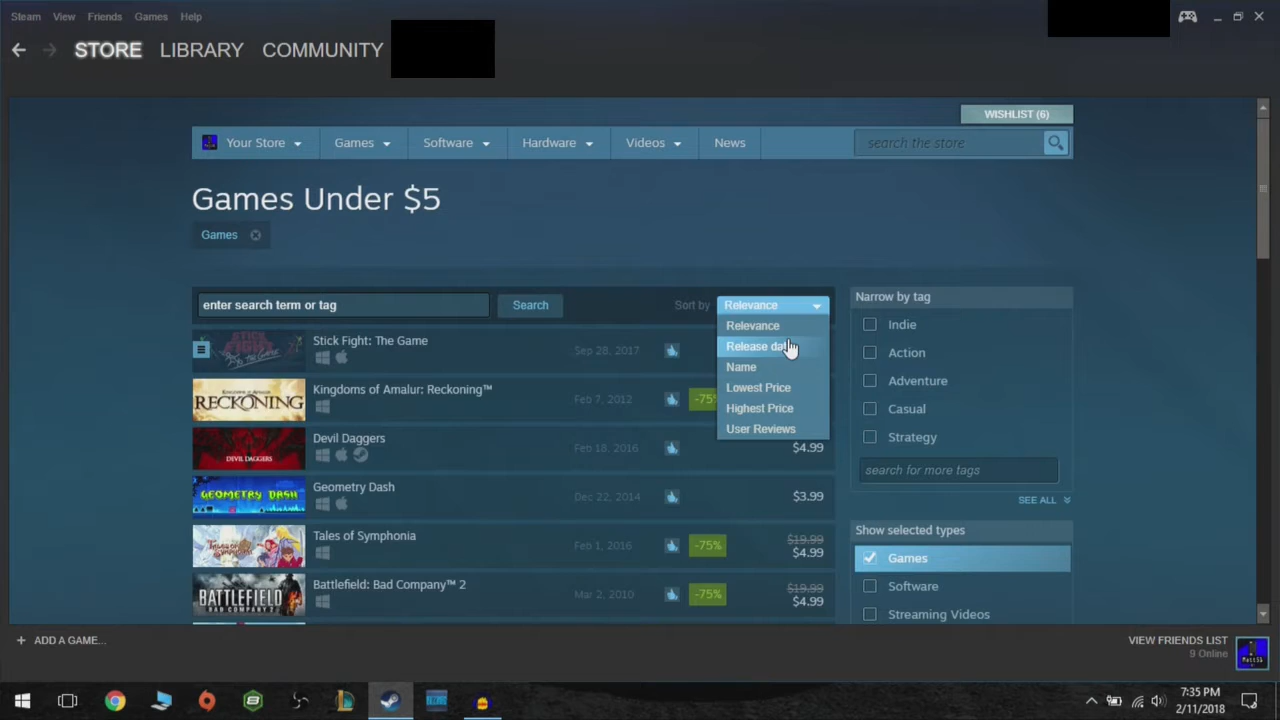 Steam View Friends Games Help
STORE LIBRARY COMMUNITY
WISHLIST (6)
Your Store Games Software Hardware Videos News search the store
Games Under $5
Games
enter search term or tag Search Sort by Relevance
Relevance
Release dat
Name
Lowest Price
Highest Price
User Reviews
Stick Fight: The Game Sep 28, 2017
Kingdoms of Amalur: Reckoning™ Feb 7, 2012 -75%
RECKONING
Devil Daggers Feb 18, 2016 $4.99
DEVIL DAGGERS
Geometry Dash Dec 22, 2014 $3.99
GEOMETRY DASH
Tales of Symphonia Feb 1, 2016 -75% $19.99
$4.99
Battlefield: Bad Company™ 2 Mar 2, 2010 -75% $19.99
$4.99
BATTLEFIELD
Narrow by tag
Indie
Action
Adventure
Casual
Strategy
search for more tags
SEE ALL
Show selected types
Games
Software
Streaming Videos
+ ADD A GAME...
VIEW FRIENDS LIST
9 Online
7:35 PM
2/11/2018